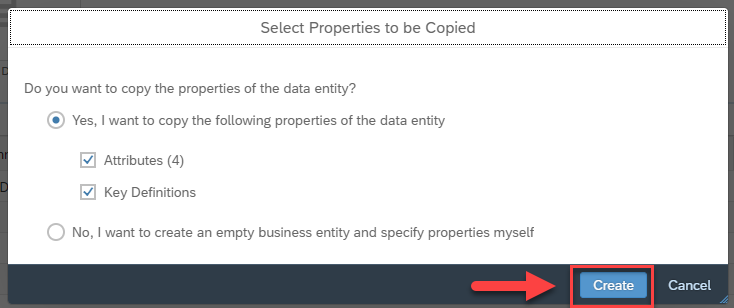 Select Properties to be Copied
Do you want to copy the properties of the data entity?
Yes, I want to copy the following properties of the data entity
Attributes (4)
Key Definitions
No, I want to create an empty business entity and specify properties myself
Create
Cancel